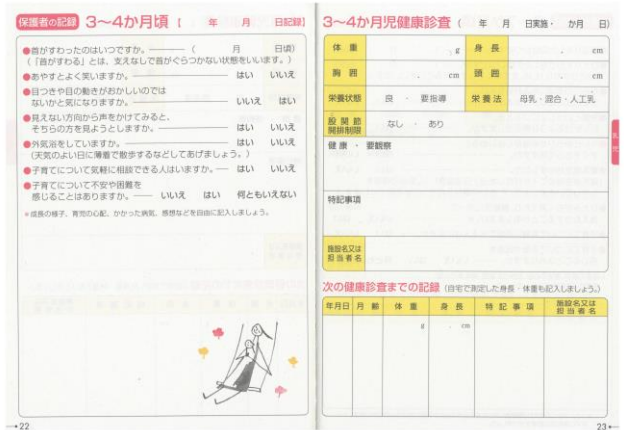 保護者の記録 3〜4か月頃【 年 月 日記録】
●首がすわったのはいつですか。―――（ 月 日頃）
（「首がすわる」とは、支えなしで首がぐらつかない状態をいいます。）
●あやすとよく笑いますか。――― はい いいえ
●目つきや目の動きがおかしいのでは
ないかと気になりますか。――― いいえ はい
●見えない方向から声をかけてみると、
そちらの方を見ようとしますか。――― はい いいえ
●外気浴をしていますか。――― はい いいえ
（天気のよい日に薄着で散歩するなどしてあげましょう。）
●子育てについて気軽に相談できる人はいますか。― はい いいえ
●子育てについて不安や困難を
感じることはありますか。―― いいえ はい 何ともいえない
＊成長の様子、育児の心配、かかった病気、感想などを自由に記入しましょう。
22
3〜4か月児健康診査（ 年 月 日実施・ か月 日）
体重 . g 身長 . cm
胸囲 . cm 頭囲 . cm
栄養状態 良 ・ 要指導 栄養法 母乳・混合・人工乳
股関節
開排制限 なし ・ あり
健康 ・ 要観察
特記事項
施設名又は
担当者名
次の健康診査までの記録（自宅で測定した身長・体重も記入しましょう。）
年月日 月齢 体重 身長 特記事項 施設名又は
担当者名
g . cm
23